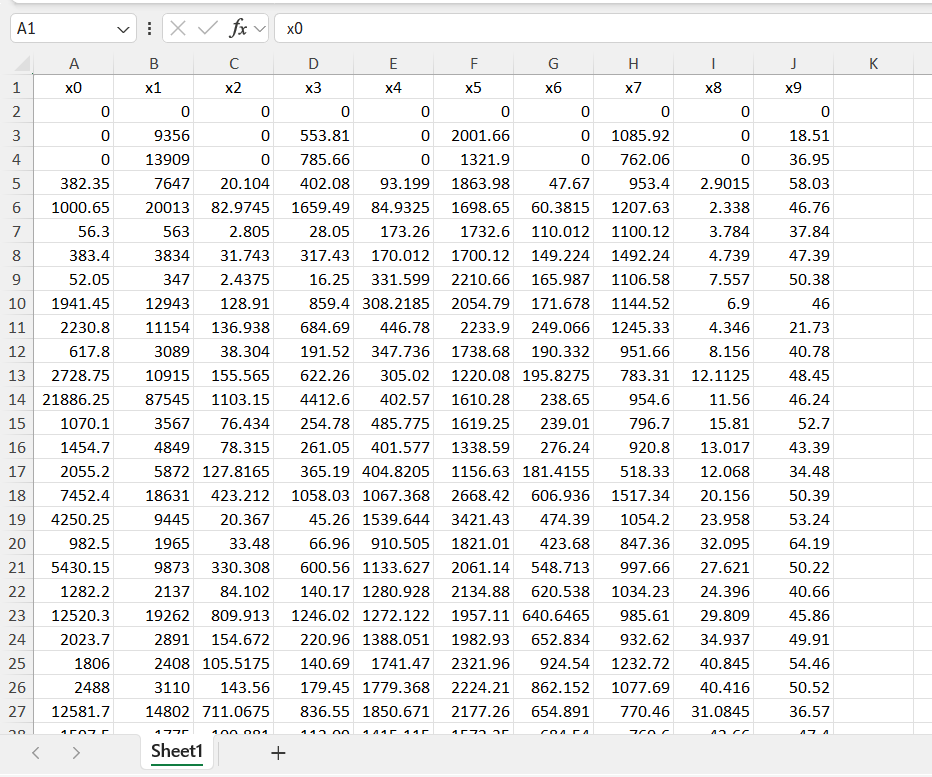 A1 fx x0
A B C D E F G H I J K
1 x0 x1 x2 x3 x4 x5 x6 x7 x8 x9
2 0 0 0 0 0 0 0 0 0 0
3 0 9356 0 553.81 0 2001.66 0 1085.92 0 18.51
4 0 13909 0 785.66 0 1321.9 0 762.06 0 36.95
5 382.35 7647 20.104 402.08 93.199 1863.98 47.67 953.4 2.9015 58.03
6 1000.65 20013 82.9745 1659.49 84.9325 1698.65 60.3815 1207.63 2.338 46.76
7 56.3 563 2.805 28.05 173.26 1732.6 110.012 1100.12 3.784 37.84
8 383.4 3834 31.743 317.43 170.012 1700.12 149.224 1492.24 4.739 47.39
9 52.05 347 2.4375 16.25 331.599 2210.66 165.987 1106.58 7.557 50.38
10 1941.45 12943 128.91 859.4 308.2185 2054.79 171.678 1144.52 6.9 46
11 2230.8 11154 136.938 684.69 446.78 2233.9 249.066 1245.33 4.346 21.73
12 617.8 3089 38.304 191.52 347.736 1738.68 190.332 951.66 8.156 40.78
13 2728.75 10915 155.565 622.26 305.02 1220.08 195.8275 783.31 12.1125 48.45
14 21886.25 87545 1103.15 4412.6 402.57 1610.28 238.65 954.6 11.56 46.24
15 1070.1 3567 76.434 254.78 485.775 1619.25 239.01 796.7 15.81 52.7
16 1454.7 4849 78.315 261.05 401.577 1338.59 276.24 920.8 13.017 43.39
17 2055.2 5872 127.8165 365.19 404.8205 1156.63 181.4155 518.33 12.068 34.48
18 7452.4 18631 423.212 1058.03 1067.368 2668.42 606.936 1517.34 20.156 50.39
19 4250.25 9445 20.367 45.26 1539.644 3421.43 474.39 1054.2 23.958 53.24
20 982.5 1965 33.48 66.96 910.505 1821.01 423.68 847.36 32.095 64.19
21 5430.15 9873 330.308 600.56 1133.627 2061.14 548.713 997.66 27.621 50.22
22 1282.2 2137 84.102 140.17 1280.928 2134.88 620.538 1034.23 24.396 40.66
23 12520.3 19262 809.913 1246.02 1272.122 1957.11 640.6465 985.61 29.809 45.86
24 2023.7 2891 154.672 220.96 1388.051 1982.93 652.834 932.62 34.937 49.91
25 1806 2408 105.5175 140.69 1741.47 2321.96 924.54 1232.72 40.845 54.46
26 2488 3110 143.56 179.45 1779.368 2224.21 862.152 1077.69 40.416 50.52
27 12581.7 14802 711.0675 836.55 1850.671 2177.26 654.891 770.46 31.0845 36.57
Sheet1